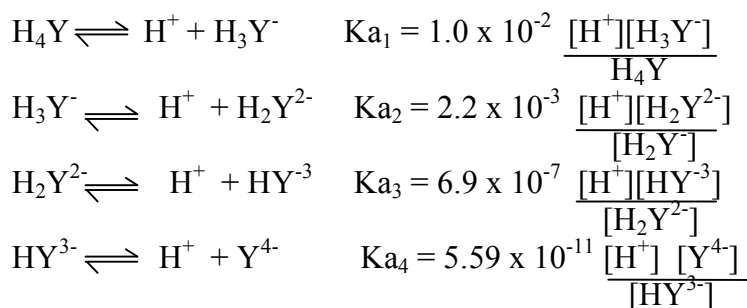 H₄Y ⇌ H⁺ + H₃Y⁻ Ka₁ = 1.0 x 10⁻² [H⁺][H₃Y⁻]
H₄Y
H₃Y⁻ ⇌ H⁺ + H₂Y²⁻ Ka₂ = 2.2 x 10⁻³ [H⁺][H₂Y²⁻]
[H₂Y⁻]
H₂Y²⁻ ⇌ H⁺ + HY⁻³ Ka₃ = 6.9 x 10⁻⁷ [H⁺][HY⁻³]
[H₂Y²⁻]
HY³⁻ ⇌ H⁺ + Y⁴⁻ Ka₄ = 5.59 x 10⁻¹¹ [H⁺] [Y⁴⁻]
[HY³⁻]